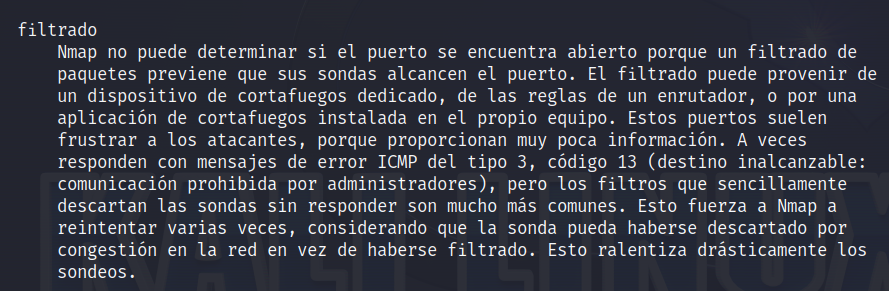 filtrado
Nmap no puede determinar si el puerto se encuentra abierto porque un filtrado de
paquetes previene que sus sondas alcancen el puerto. El filtrado puede provenir de
un dispositivo de cortafuegos dedicado, de las reglas de un enrutador, o por una
aplicación de cortafuegos instalada en el propio equipo. Estos puertos suelen
frustrar a los atacantes, porque proporcionan muy poca información. A veces
responden con mensajes de error ICMP del tipo 3, código 13 (destino inalcanzable:
comunicación prohibida por administradores), pero los filtros que sencillamente
descartan las sondas sin responder son mucho más comunes. Esto fuerza a Nmap a
reintentar varias veces, considerando que la sonda pueda haberse descartado por
congestión en la red en vez de haberse filtrado. Esto ralentiza drásticamente los
sondeos.